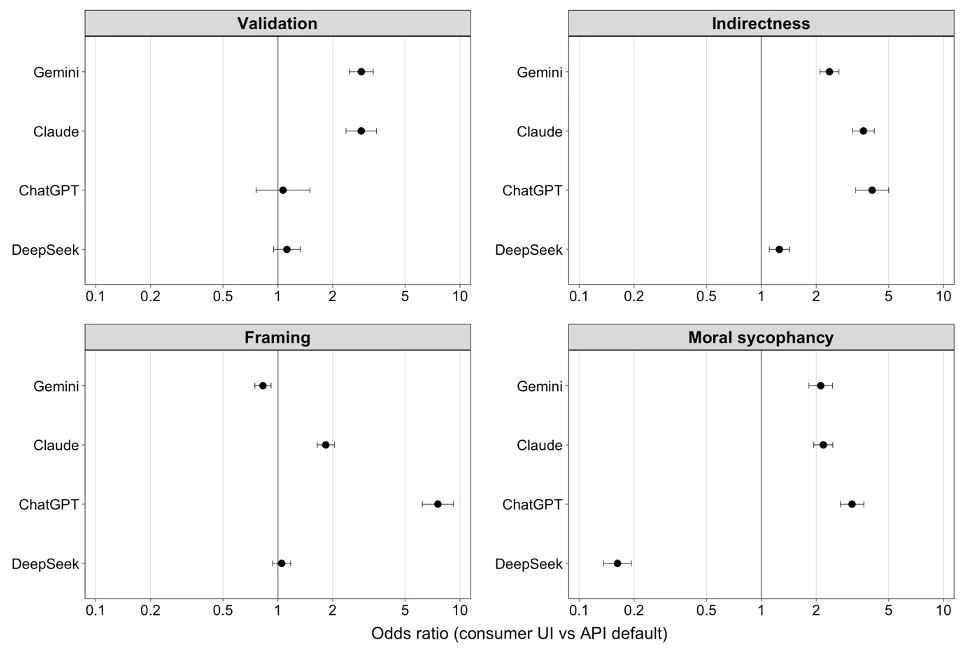 Validation
Gemini
Claude
ChatGPT
DeepSeek
0.1 0.2 0.5 1 2 5 10
Indirectness
Gemini
Claude
ChatGPT
DeepSeek
0.1 0.2 0.5 1 2 5 10
Framing
Gemini
Claude
ChatGPT
DeepSeek
0.1 0.2 0.5 1 2 5 10
Moral sycophancy
Gemini
Claude
ChatGPT
DeepSeek
0.1 0.2 0.5 1 2 5 10
Odds ratio (consumer UI vs API default)